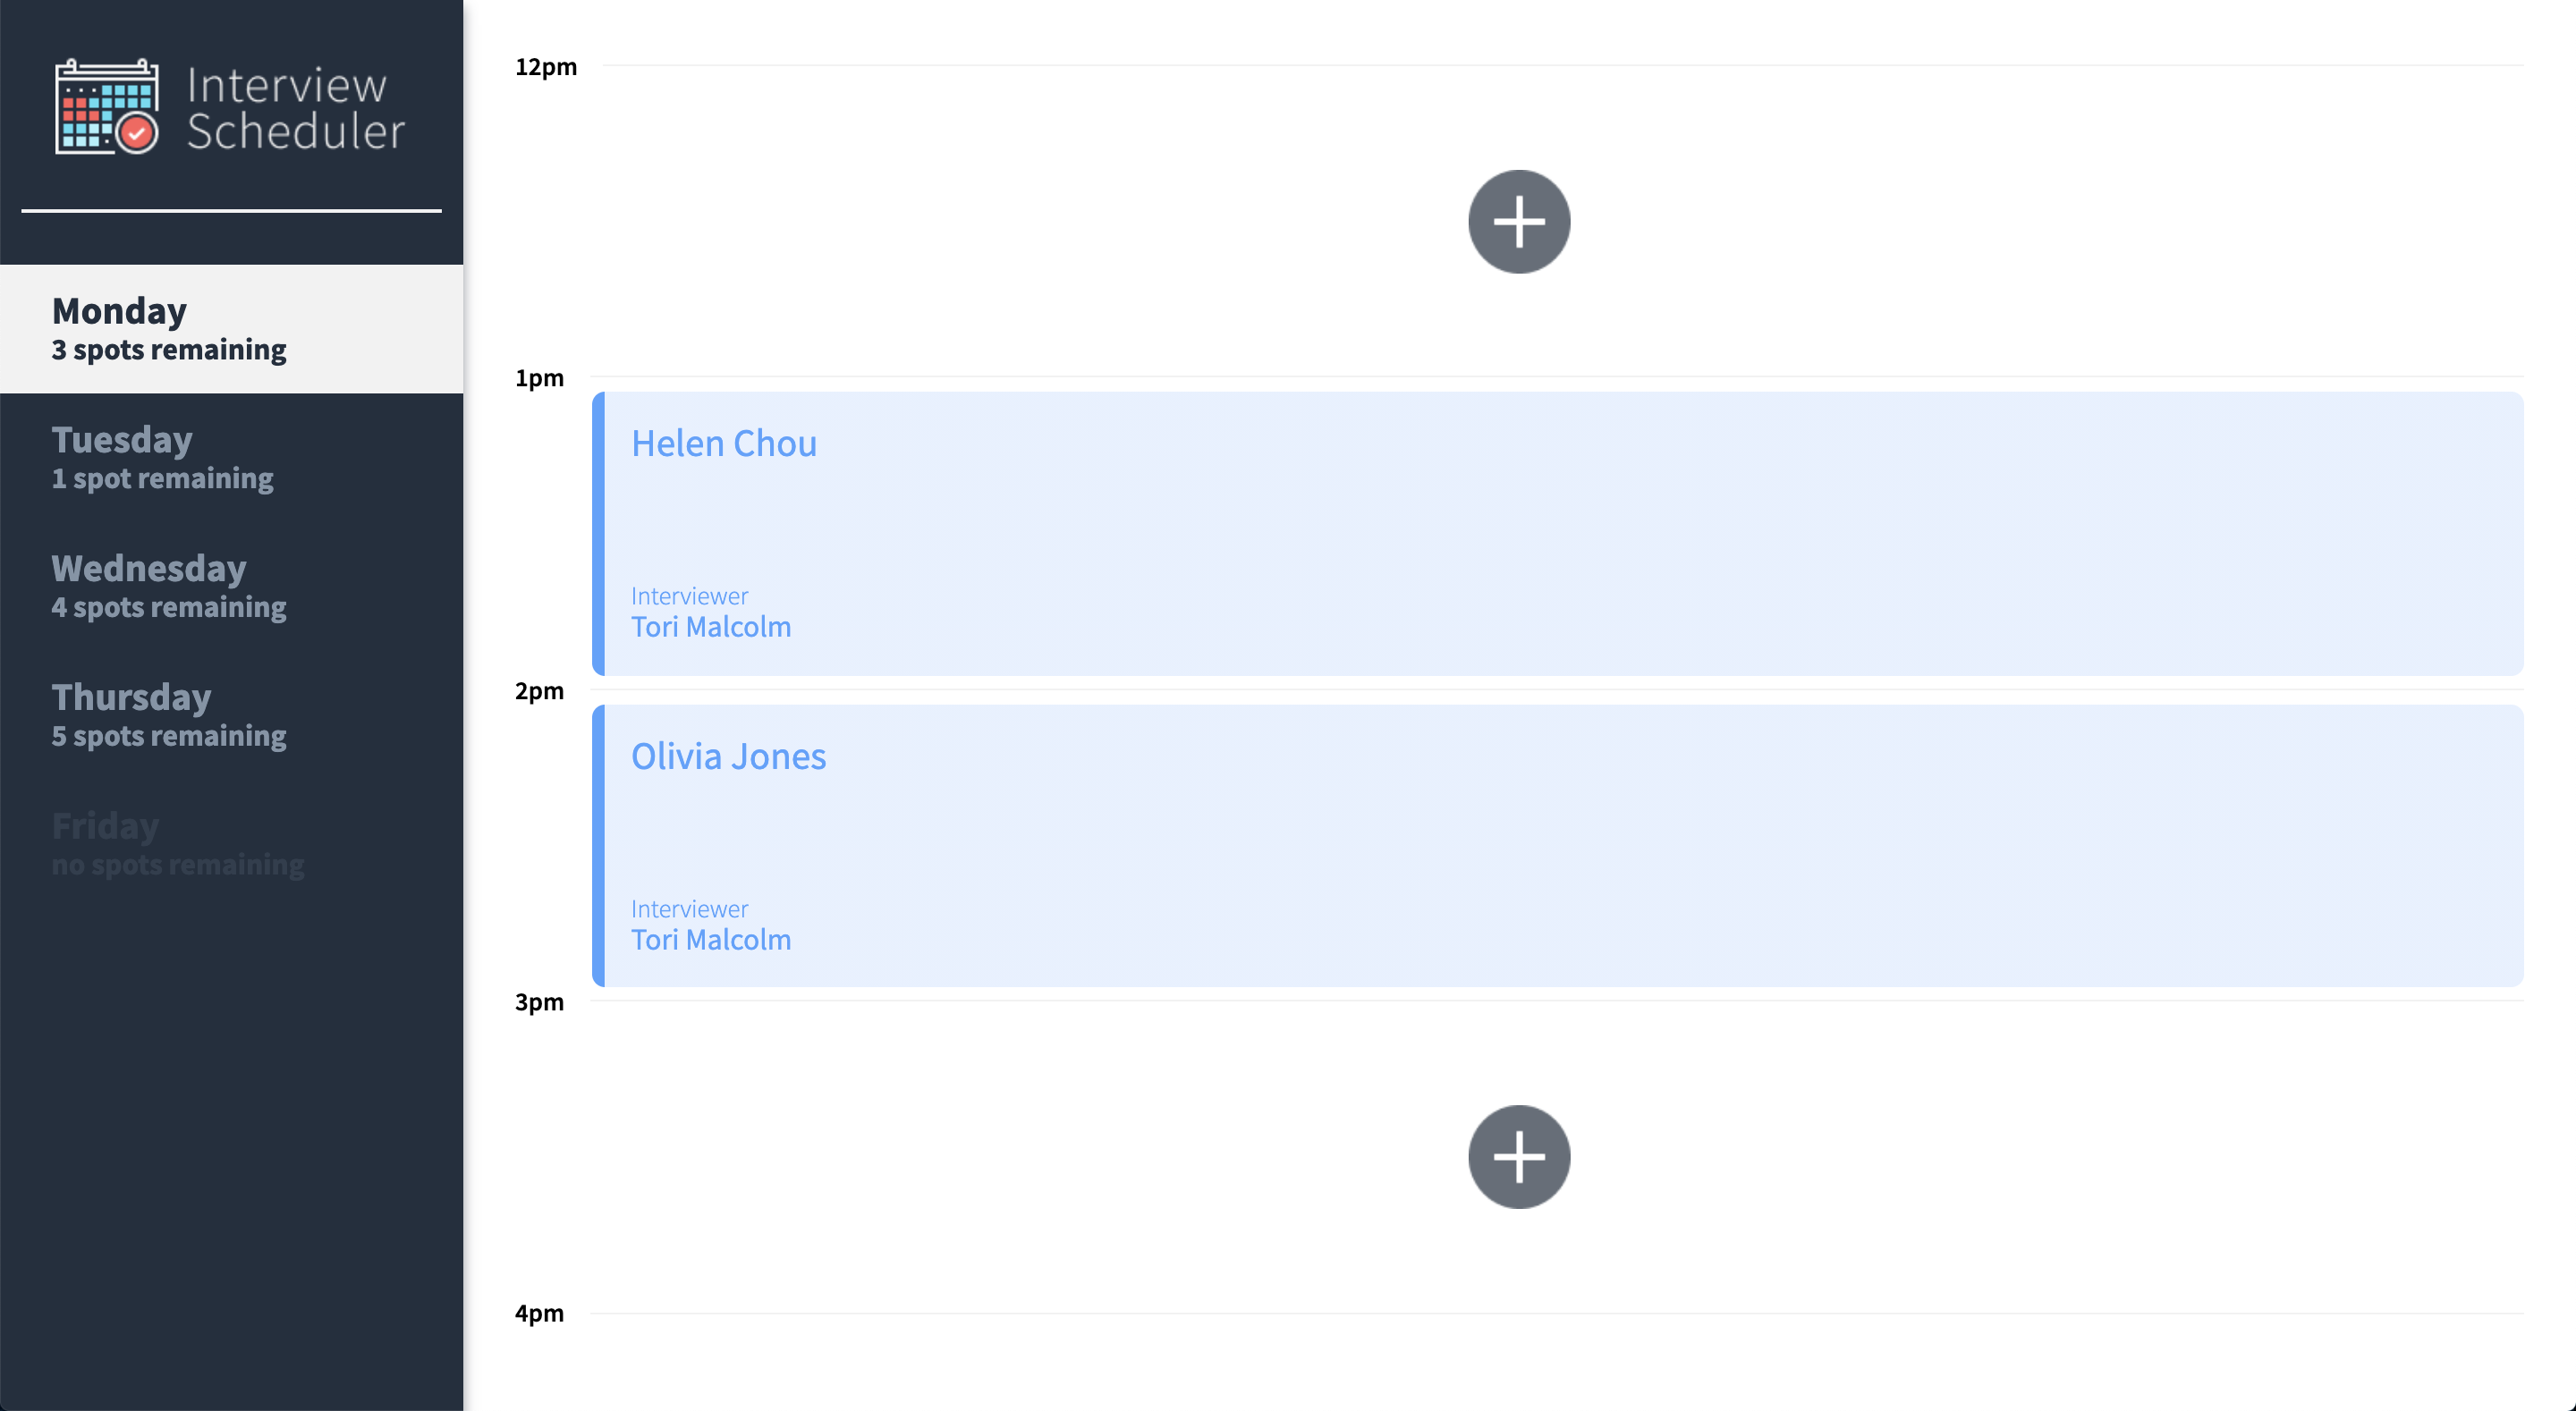 Interview
Scheduler
Monday
3 spots remaining
Tuesday
1 spot remaining
Wednesday
4 spots remaining
Thursday
5 spots remaining
Friday
no spots remaining
12pm
1pm
Helen Chou
Interviewer
Tori Malcolm
2pm
Olivia Jones
Interviewer
Tori Malcolm
3pm
4pm